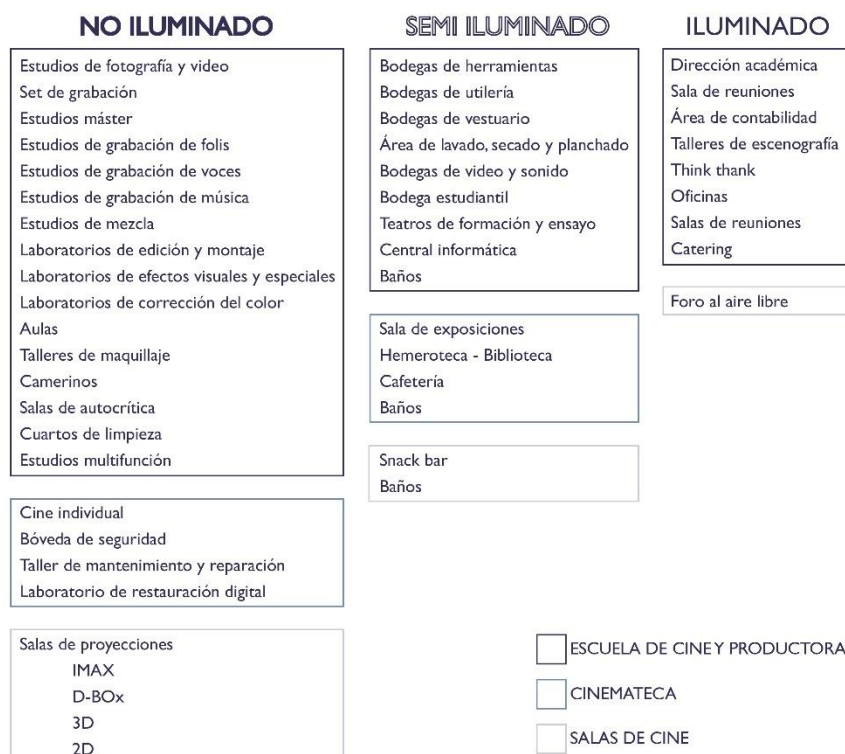 NO ILUMINADO
Estudios de fotografía y video
Set de grabación
Estudios máster
Estudios de grabación de folis
Estudios de grabación de voces
Estudios de grabación de música
Estudios de mezcla
Laboratorios de edición y montaje
Laboratorios de efectos visuales y especiales
Laboratorios de corrección del color
Aulas
Talleres de maquillaje
Camerinos
Salas de autocrítica
Cuartos de limpieza
Estudios multifunción
Cine individual
Bóveda de seguridad
Taller de mantenimiento y reparación
Laboratorio de restauración digital
Salas de proyecciones
IMAX
D-BOx
3D
2D
SEMI ILUMINADO
Bodegas de herramientas
Bodegas de utilería
Bodegas de vestuario
Área de lavado, secado y planchado
Bodegas de video y sonido
Bodega estudiantil
Teatros de formación y ensayo
Central informática
Baños
Sala de exposiciones
Hemeroteca - Biblioteca
Cafetería
Baños
Snack bar
Baños
ILUMINADO
Dirección académica
Sala de reuniones
Área de contabilidad
Talleres de escenografía
Think thank
Oficinas
Salas de reuniones
Catering
Foro al aire libre
ESCUELA DE CINE Y PRODUCTORA
CINEMATECA
SALAS DE CINE